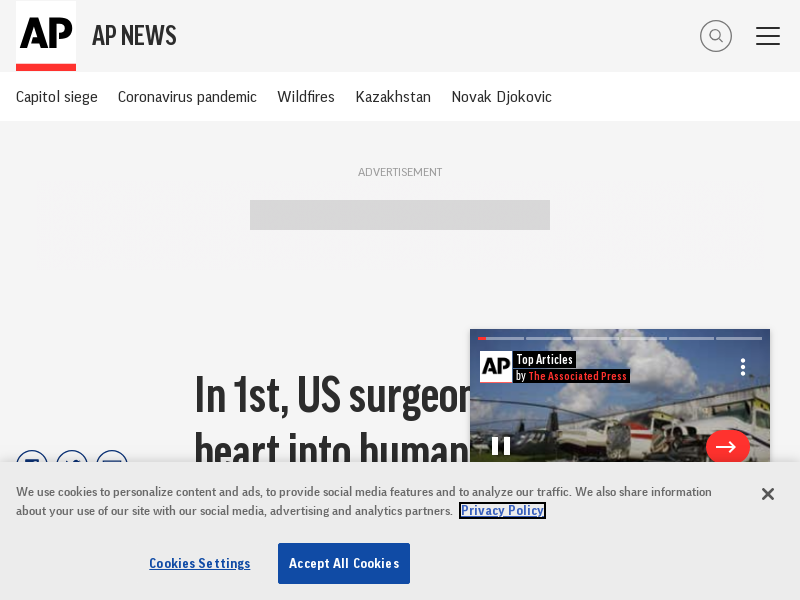 AP
AP NEWS
Capitol siege
Coronavirus pandemic
Wildfires
Kazakhstan
Novak Djokovic
ADVERTISEMENT
In 1st, US surgeon
heart into human
AP
Top Articles
by The Associated Press
We use cookies to personalize content and ads, to provide social media features and to analyze our traffic. We also share information
about your use of our site with our social media, advertising and analytics partners. Privacy Policy
Cookies Settings
Accept All Cookies